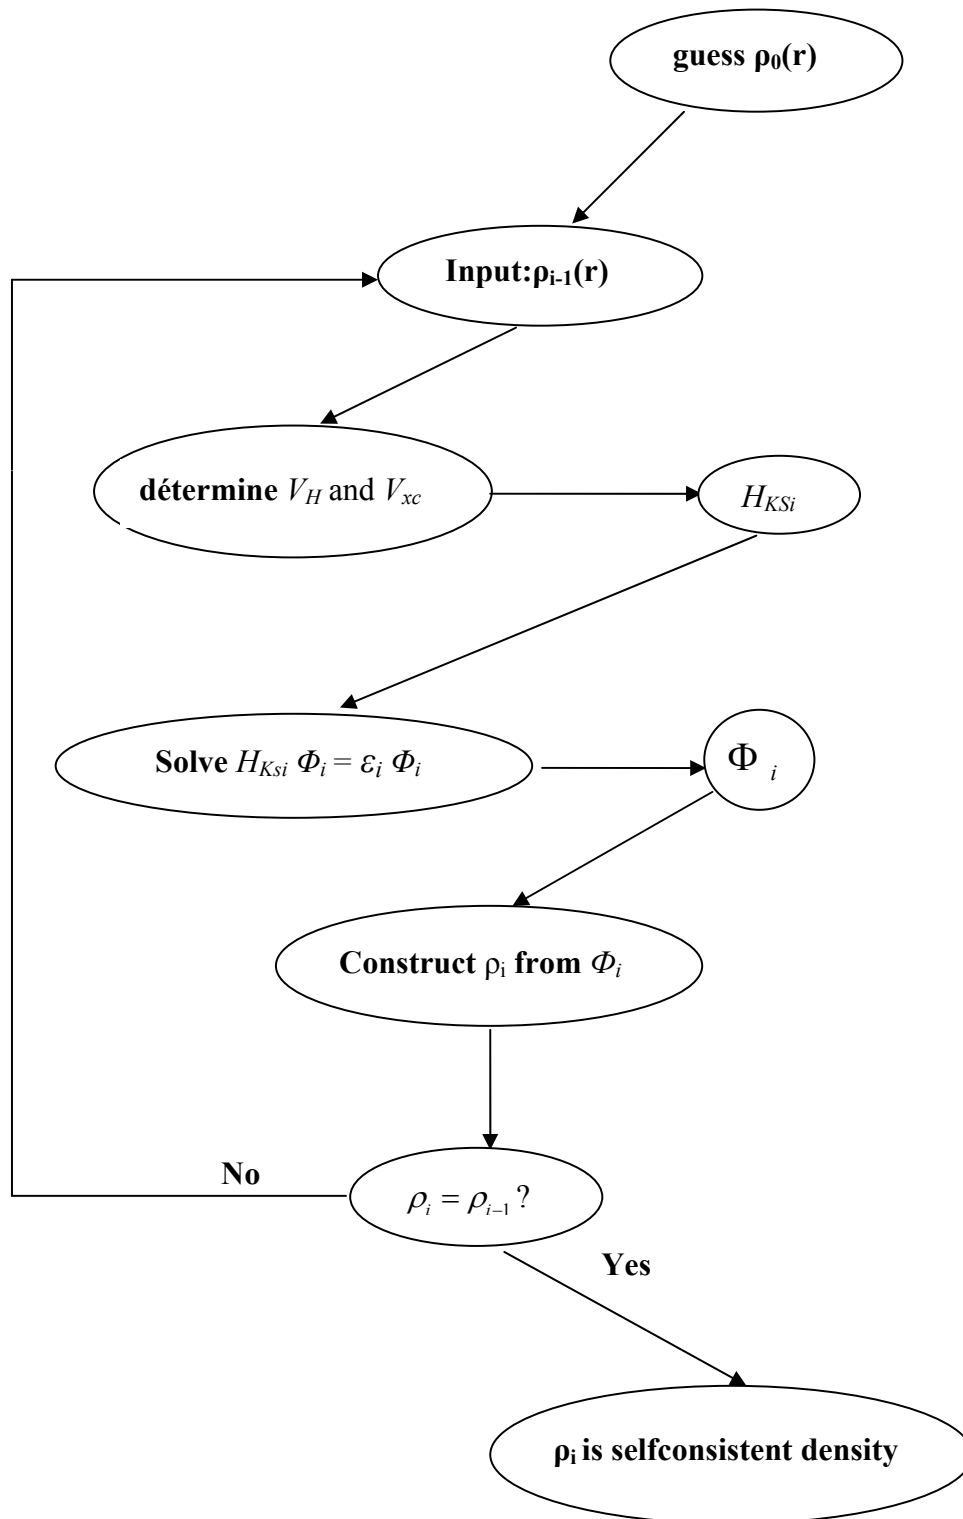 guess ρ₀(r)
Input:ρᵢ₋₁(r)
détermine V_H and V_xc
H_KSi
Solve H_Ksi Φᵢ = εᵢ Φᵢ
Φ ᵢ
Construct ρᵢ from Φᵢ
No
ρᵢ = ρᵢ₋₁ ?
Yes
ρᵢ is selfconsistent density